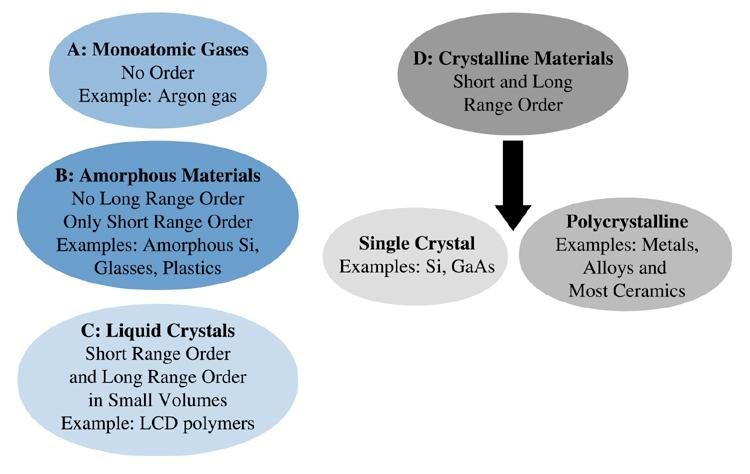 A: Monoatomic Gases
No Order
Example: Argon gas
B: Amorphous Materials
No Long Range Order
Only Short Range Order
Examples: Amorphous Si,
Glasses, Plastics
C: Liquid Crystals
Short Range Order
and Long Range Order
in Small Volumes
Example: LCD polymers
D: Crystalline Materials
Short and Long
Range Order
Single Crystal
Examples: Si, GaAs
Polycrystalline
Examples: Metals,
Alloys and
Most Ceramics